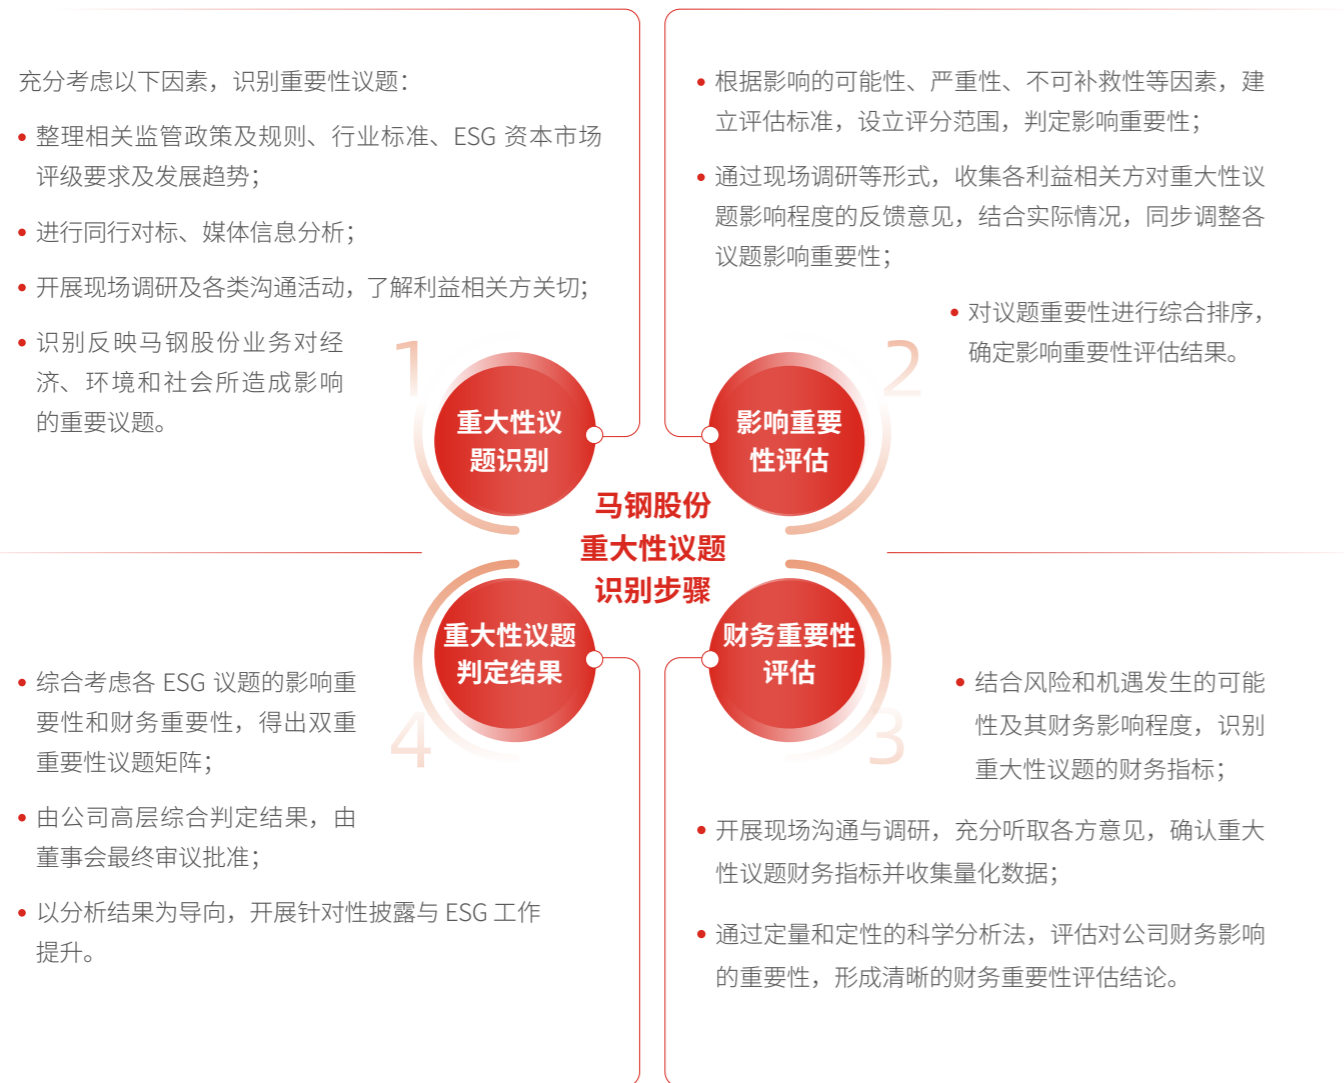 充分考虑以下因素，识别重要性议题：
• 整理相关监管政策及规则、行业标准、ESG 资本市场
评级要求及发展趋势；
• 进行同行对标、媒体信息分析；
• 开展现场调研及各类沟通活动，了解利益相关方关切；
• 识别反映马钢股份业务对经
济、环境和社会所造成影响
的重要议题。
1
重大性议
题识别
• 根据影响的可能性、严重性、不可补救性等因素，建
立评估标准，设立评分范围，判定影响重要性；
• 通过现场调研等形式，收集各利益相关方对重大性议
题影响程度的反馈意见，结合实际情况，同步调整各
议题影响重要性；
• 对议题重要性进行综合排序，
确定影响重要性评估结果。
2
影响重要
性评估
马钢股份
重大性议题
识别步骤
财务重要性
评估
3
• 结合风险和机遇发生的可能
性及其财务影响程度，识别
重大性议题的财务指标；
• 开展现场沟通与调研，充分听取各方意见，确认重大
性议题财务指标并收集量化数据；
• 通过定量和定性的科学分析法，评估对公司财务影响
的重要性，形成清晰的财务重要性评估结论。
重大性议题
判定结果
4
• 综合考虑各 ESG 议题的影响重
要性和财务重要性，得出双重
重要性议题矩阵；
• 由公司高层综合判定结果，由
董事会最终审议批准；
• 以分析结果为导向，开展针对性披露与 ESG 工作
提升。